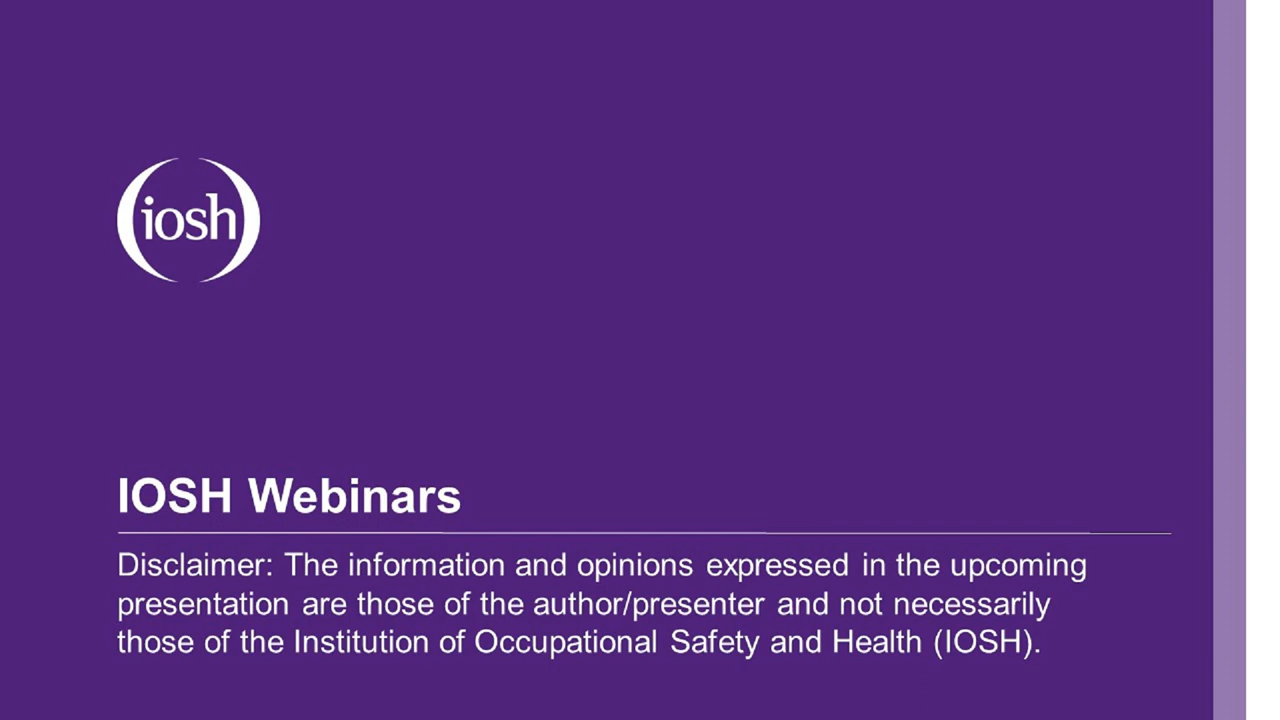 iosh
IOSH Webinars
Disclaimer: The information and opinions expressed in the upcoming
presentation are those of the author/presenter and not necessarily
those of the Institution of Occupational Safety and Health (IOSH).